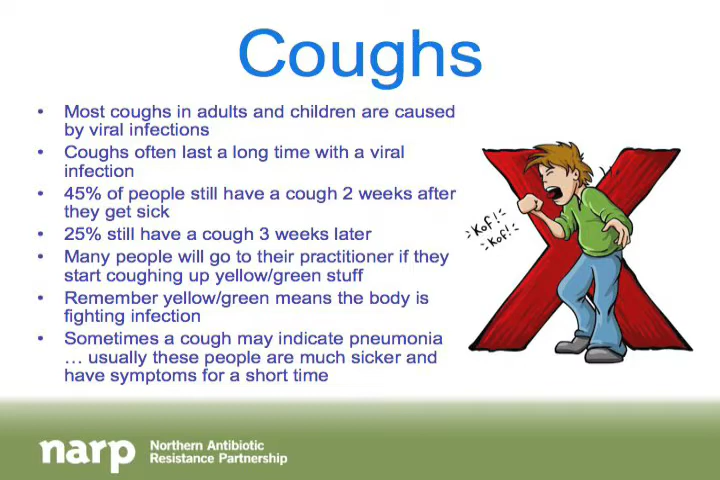 Coughs
• Most coughs in adults and children are caused
by viral infections
• Coughs often last a long time with a viral
infection
• 45% of people still have a cough 2 weeks after
they get sick
• 25% still have a cough 3 weeks later
• Many people will go to their practitioner if they
start coughing up yellow/green stuff
• Remember yellow/green means the body is
fighting infection
• Sometimes a cough may indicate pneumonia
… usually these people are much sicker and
have symptoms for a short time
Kof!
Kof!
narp
Northern Antibiotic
Resistance Partnership